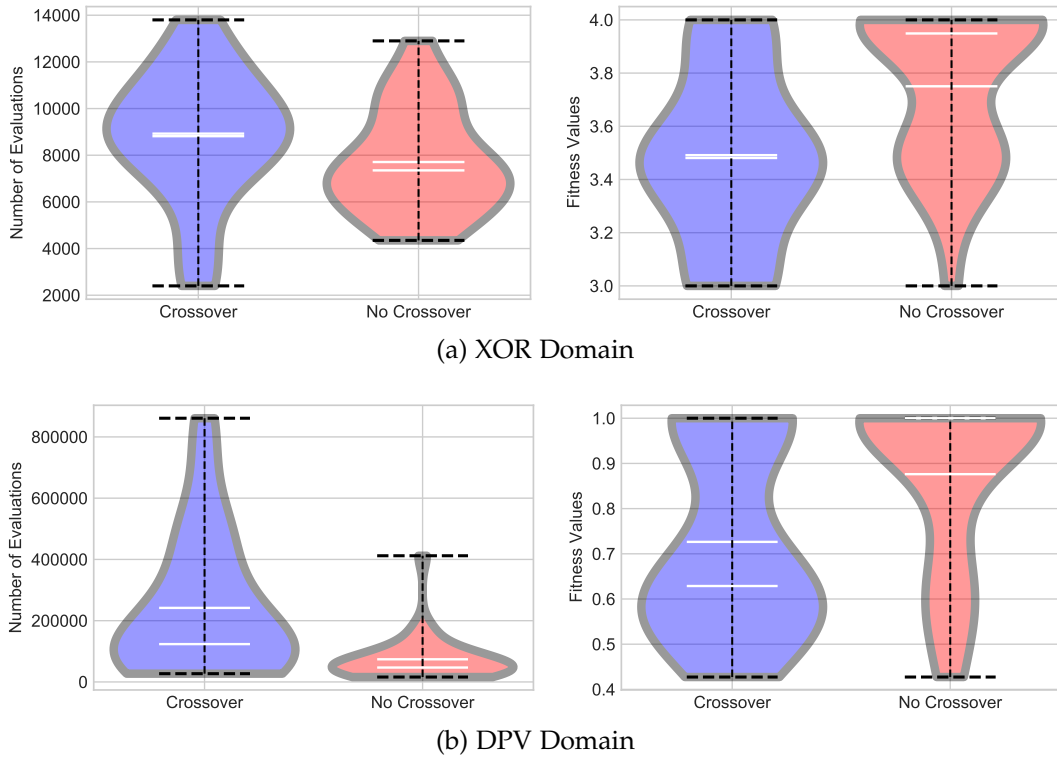 Number of Evaluations
14000
12000
10000
8000
6000
4000
2000
Crossover
No Crossover
Fitness Values
4.0
3.8
3.6
3.4
3.2
3.0
Crossover
No Crossover
(a) XOR Domain
Number of Evaluations
800000
600000
400000
200000
0
Crossover
No Crossover
Fitness Values
1.0
0.9
0.8
0.7
0.6
0.5
0.4
Crossover
No Crossover
(b) DPV Domain